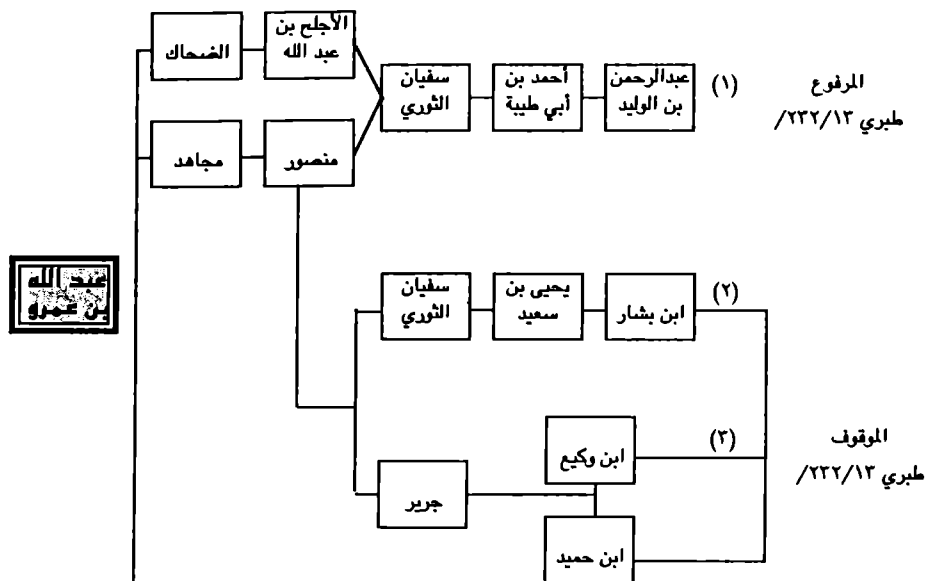 المرفوع
طبري ٢٣٢/١٣/
(١)
عبدالرحمن
بن الوليد
أحمد بن
أبي طيبة
سفيان
الثوري
الأجلح بن
عبد الله
الضحاك
منصور
مجاهد
عبد الله
بن عمرو
(٢)
ابن بشار
يحيى بن
سعيد
سفيان
الثوري
الموقوف
طبري ٢٣٢/١٣/
(٣)
ابن وكيع
جرير
ابن حميد